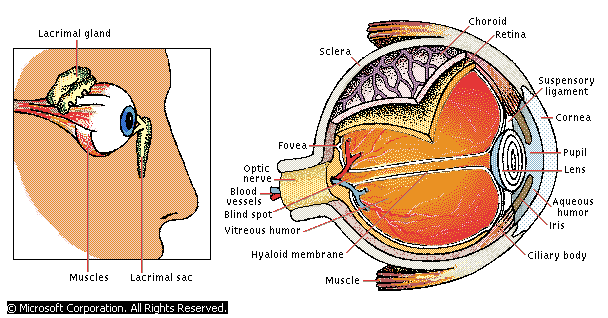 Lacrimal gland
Muscles
Lacrimal sac
Choroid
Retina
Sclera
Suspensory
ligament
Cornea
Fovea
Pupil
Optic
nerve
Lens
Blood
vessels
Blind spot
Aqueous
humor
Vitreous humor
Iris
Hyaloid membrane
Ciliary body
Muscle
© Microsoft Corporation. All Rights Reserved.